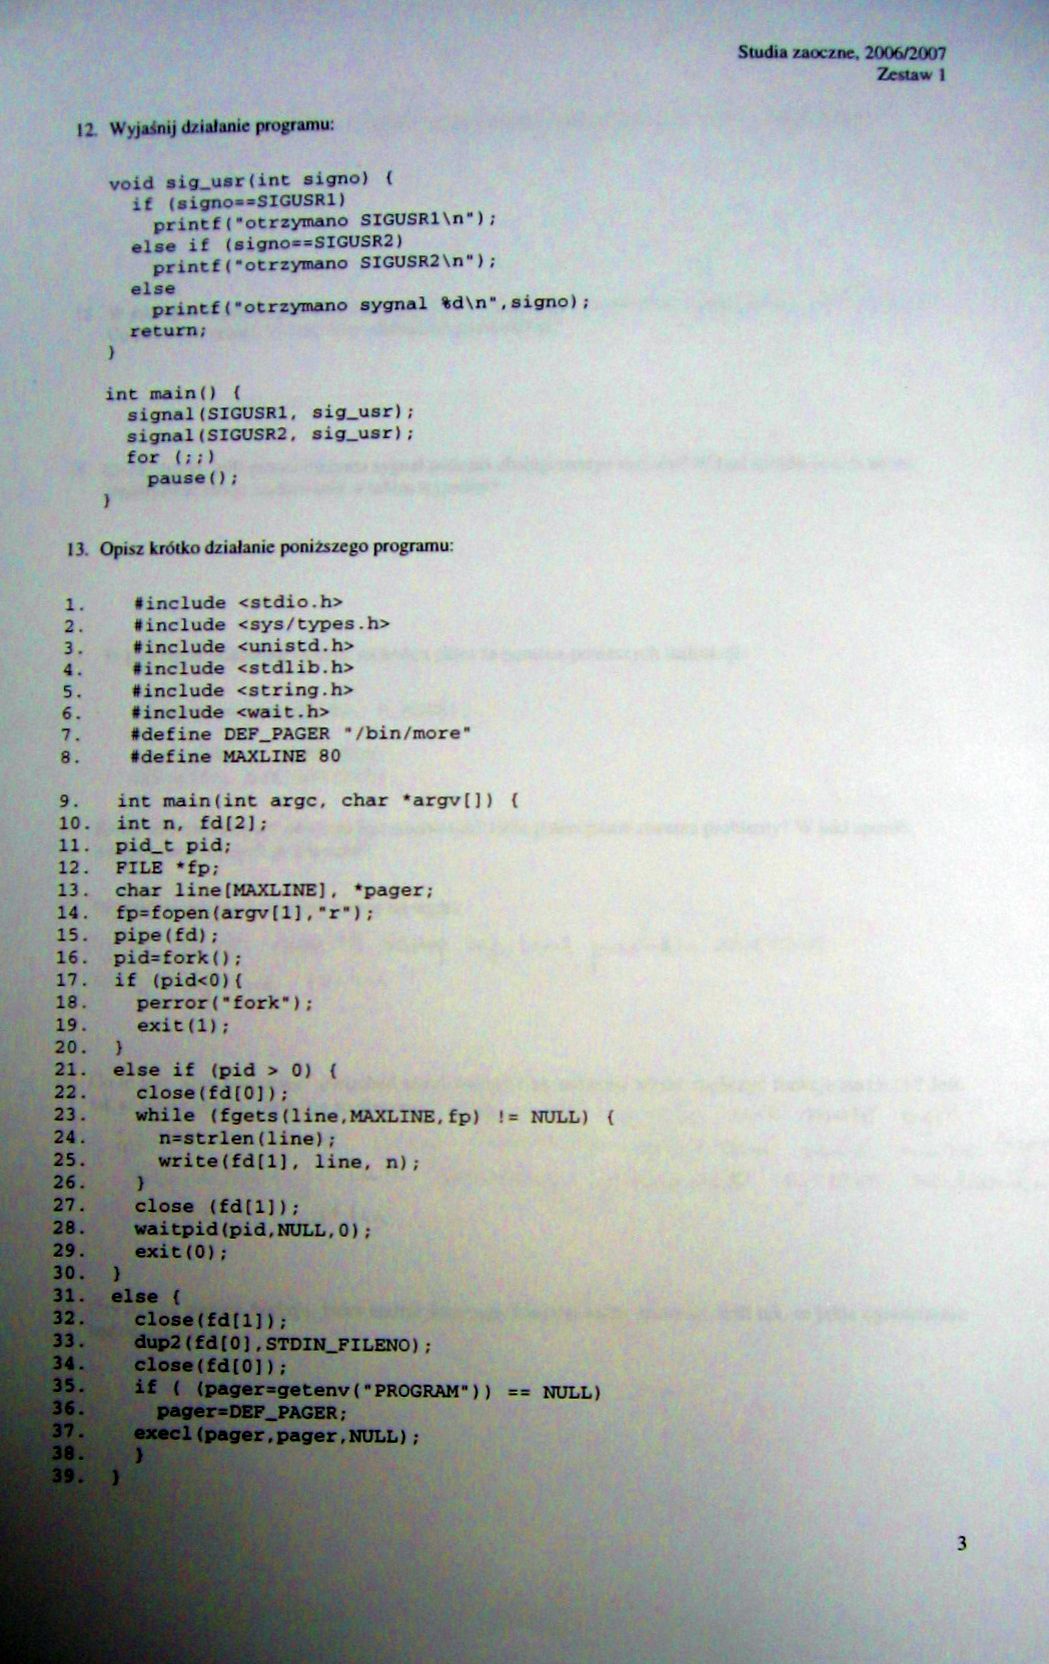 Studia zaoczne, 2006/2007
Zestaw 1
12. Wyjaśnij działanie programu:
void sig_usr(int signo) {
if (signo==SIGUSR1)
printf("otrzymano SIGUSR1\n");
else if (signo==SIGUSR2)
printf("otrzymano SIGUSR2\n");
else
printf("otrzymano sygnal %d\n",signo);
return;
}
int main() {
signal(SIGUSR1, sig_usr);
signal(SIGUSR2, sig_usr);
for (;;)
pause();
}
13. Opisz krótko działanie poniższego programu:
1. #include <stdio.h>
2. #include <sys/types.h>
3. #include <unistd.h>
4. #include <stdlib.h>
5. #include <string.h>
6. #include <wait.h>
7. #define DEF_PAGER "/bin/more"
8. #define MAXLINE 80
9. int main(int argc, char *argv[]) {
10. int n, fd[2];
11. pid_t pid;
12. FILE *fp;
13. char line[MAXLINE], *pager;
14. fp=fopen(argv[1],"r");
15. pipe(fd);
16. pid=fork();
17. if (pid<0){
18. perror("fork");
19. exit(1);
20. }
21. else if (pid > 0) {
22. close(fd[0]);
23. while (fgets(line,MAXLINE,fp) != NULL) {
24. n=strlen(line);
25. write(fd[1], line, n);
26. }
27. close (fd[1]);
28. waitpid(pid,NULL,0);
29. exit(0);
30. }
31. else {
32. close(fd[1]);
33. dup2(fd[0],STDIN_FILENO);
34. close(fd[0]);
35. if ( (pager=getenv("PROGRAM")) == NULL)
36. pager=DEF_PAGER;
37. execl(pager,pager,NULL);
38. }
39. }
3